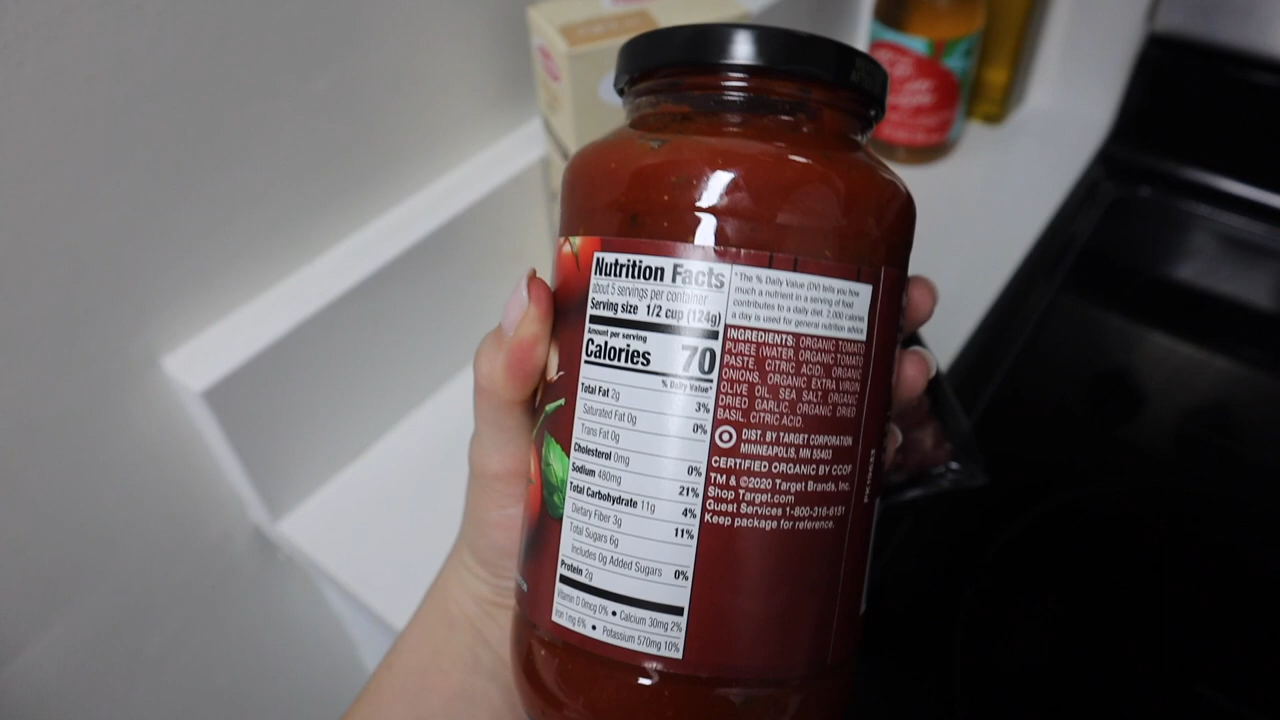 Nutrition Facts
about 5 servings per container
Serving size 1/2 cup (124g)
Amount per serving
Calories 70
% Daily Value*
Total Fat 2g 3%
Saturated Fat 0g 0%
Trans Fat 0g
Cholesterol 0mg 0%
Sodium 480mg 21%
Total Carbohydrate 11g 4%
Dietary Fiber 3g 11%
Total Sugars 6g
Includes 0g Added Sugars 0%
Protein 2g
Vitamin D 0mcg 0% • Calcium 30mg 2%
Iron 1mg 6% • Potassium 570mg 10%
*The % Daily Value (DV) tells you how
much a nutrient in a serving of food
contributes to a daily diet. 2,000 calories
a day is used for general nutrition advice.
INGREDIENTS: ORGANIC TOMATO
PUREE (WATER, ORGANIC TOMATO
PASTE, CITRIC ACID), ORGANIC
ONIONS, ORGANIC EXTRA VIRGIN
OLIVE OIL, SEA SALT, ORGANIC
DRIED GARLIC, ORGANIC DRIED
BASIL, CITRIC ACID.
DIST. BY TARGET CORPORATION
MINNEAPOLIS, MN 55403
CERTIFIED ORGANIC BY CCOF
TM & ©2020 Target Brands, Inc.
Shop Target.com
Guest Services 1-800-316-6151
Keep package for reference.